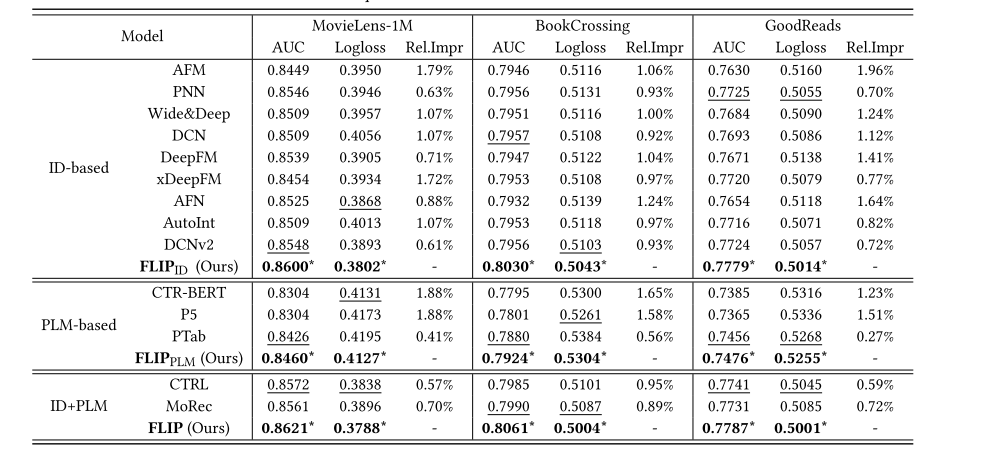 Model MovieLens-1M BookCrossing GoodReads
AUC Logloss Rel.Impr AUC Logloss Rel.Impr AUC Logloss Rel.Impr
ID-based
AFM 0.8449 0.3950 1.79% 0.7946 0.5116 1.06% 0.7630 0.5160 1.96%
PNN 0.8546 0.3946 0.63% 0.7956 0.5131 0.93% 0.7725 0.5055 0.70%
Wide&Deep 0.8509 0.3957 1.07% 0.7951 0.5116 1.00% 0.7684 0.5090 1.24%
DCN 0.8509 0.4056 1.07% 0.7957 0.5108 0.92% 0.7693 0.5086 1.12%
DeepFM 0.8539 0.3905 0.71% 0.7947 0.5122 1.04% 0.7671 0.5138 1.41%
xDeepFM 0.8454 0.3934 1.72% 0.7953 0.5108 0.97% 0.7720 0.5079 0.77%
AFN 0.8525 0.3868 0.88% 0.7932 0.5139 1.24% 0.7654 0.5118 1.64%
AutoInt 0.8509 0.4013 1.07% 0.7953 0.5118 0.97% 0.7716 0.5071 0.82%
DCNv2 0.8548 0.3893 0.61% 0.7956 0.5103 0.93% 0.7724 0.5057 0.72%
FLIPID (Ours) 0.8600* 0.3802* - 0.8030* 0.5043* - 0.7779* 0.5014* -
PLM-based
CTR-BERT 0.8304 0.4131 1.88% 0.7795 0.5300 1.65% 0.7385 0.5316 1.23%
P5 0.8304 0.4173 1.88% 0.7801 0.5261 1.58% 0.7365 0.5336 1.51%
PTab 0.8426 0.4195 0.41% 0.7880 0.5384 0.56% 0.7456 0.5268 0.27%
FLIPPLM (Ours) 0.8460* 0.4127* - 0.7924* 0.5304* - 0.7476* 0.5255* -
ID+PLM
CTRL 0.8572 0.3838 0.57% 0.7985 0.5101 0.95% 0.7741 0.5045 0.59%
MoRec 0.8561 0.3896 0.70% 0.7990 0.5087 0.89% 0.7731 0.5085 0.72%
FLIP (Ours) 0.8621* 0.3788* - 0.8061* 0.5004* - 0.7787* 0.5001* -